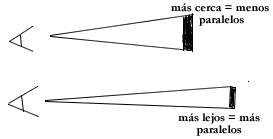 más cerca = menos
paralelos
más lejos = más
paralelos